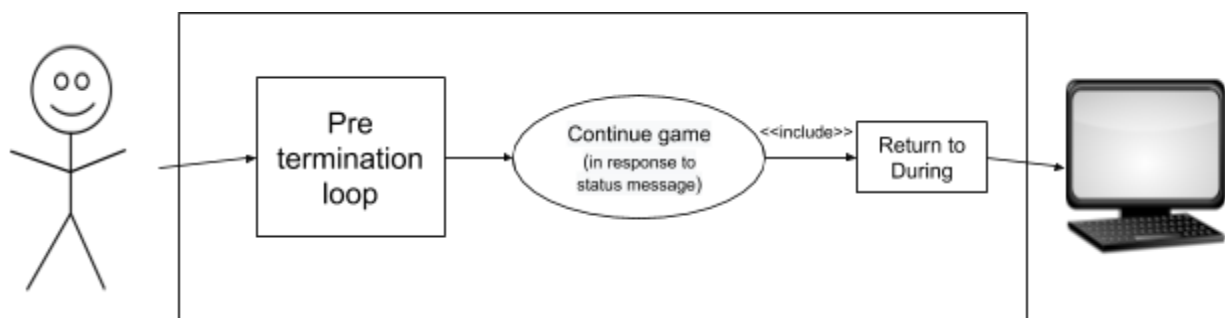 Pre
termination
loop
Continue game
(in response to
status message)
<<include>>
Return to
During